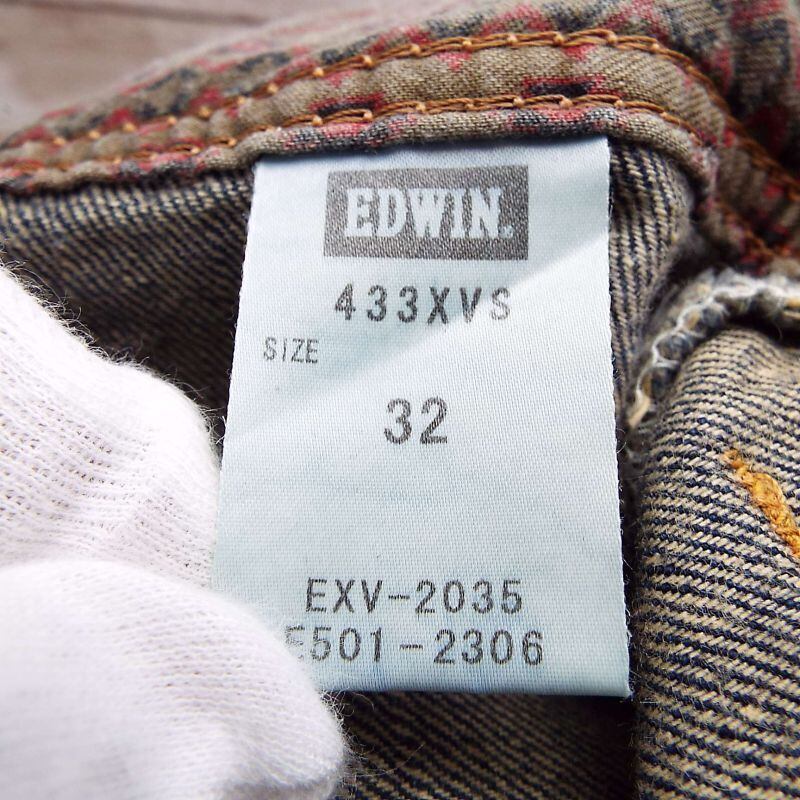 EDWIN.
433XVS
SIZE
32
EXV-2035
E501-2306